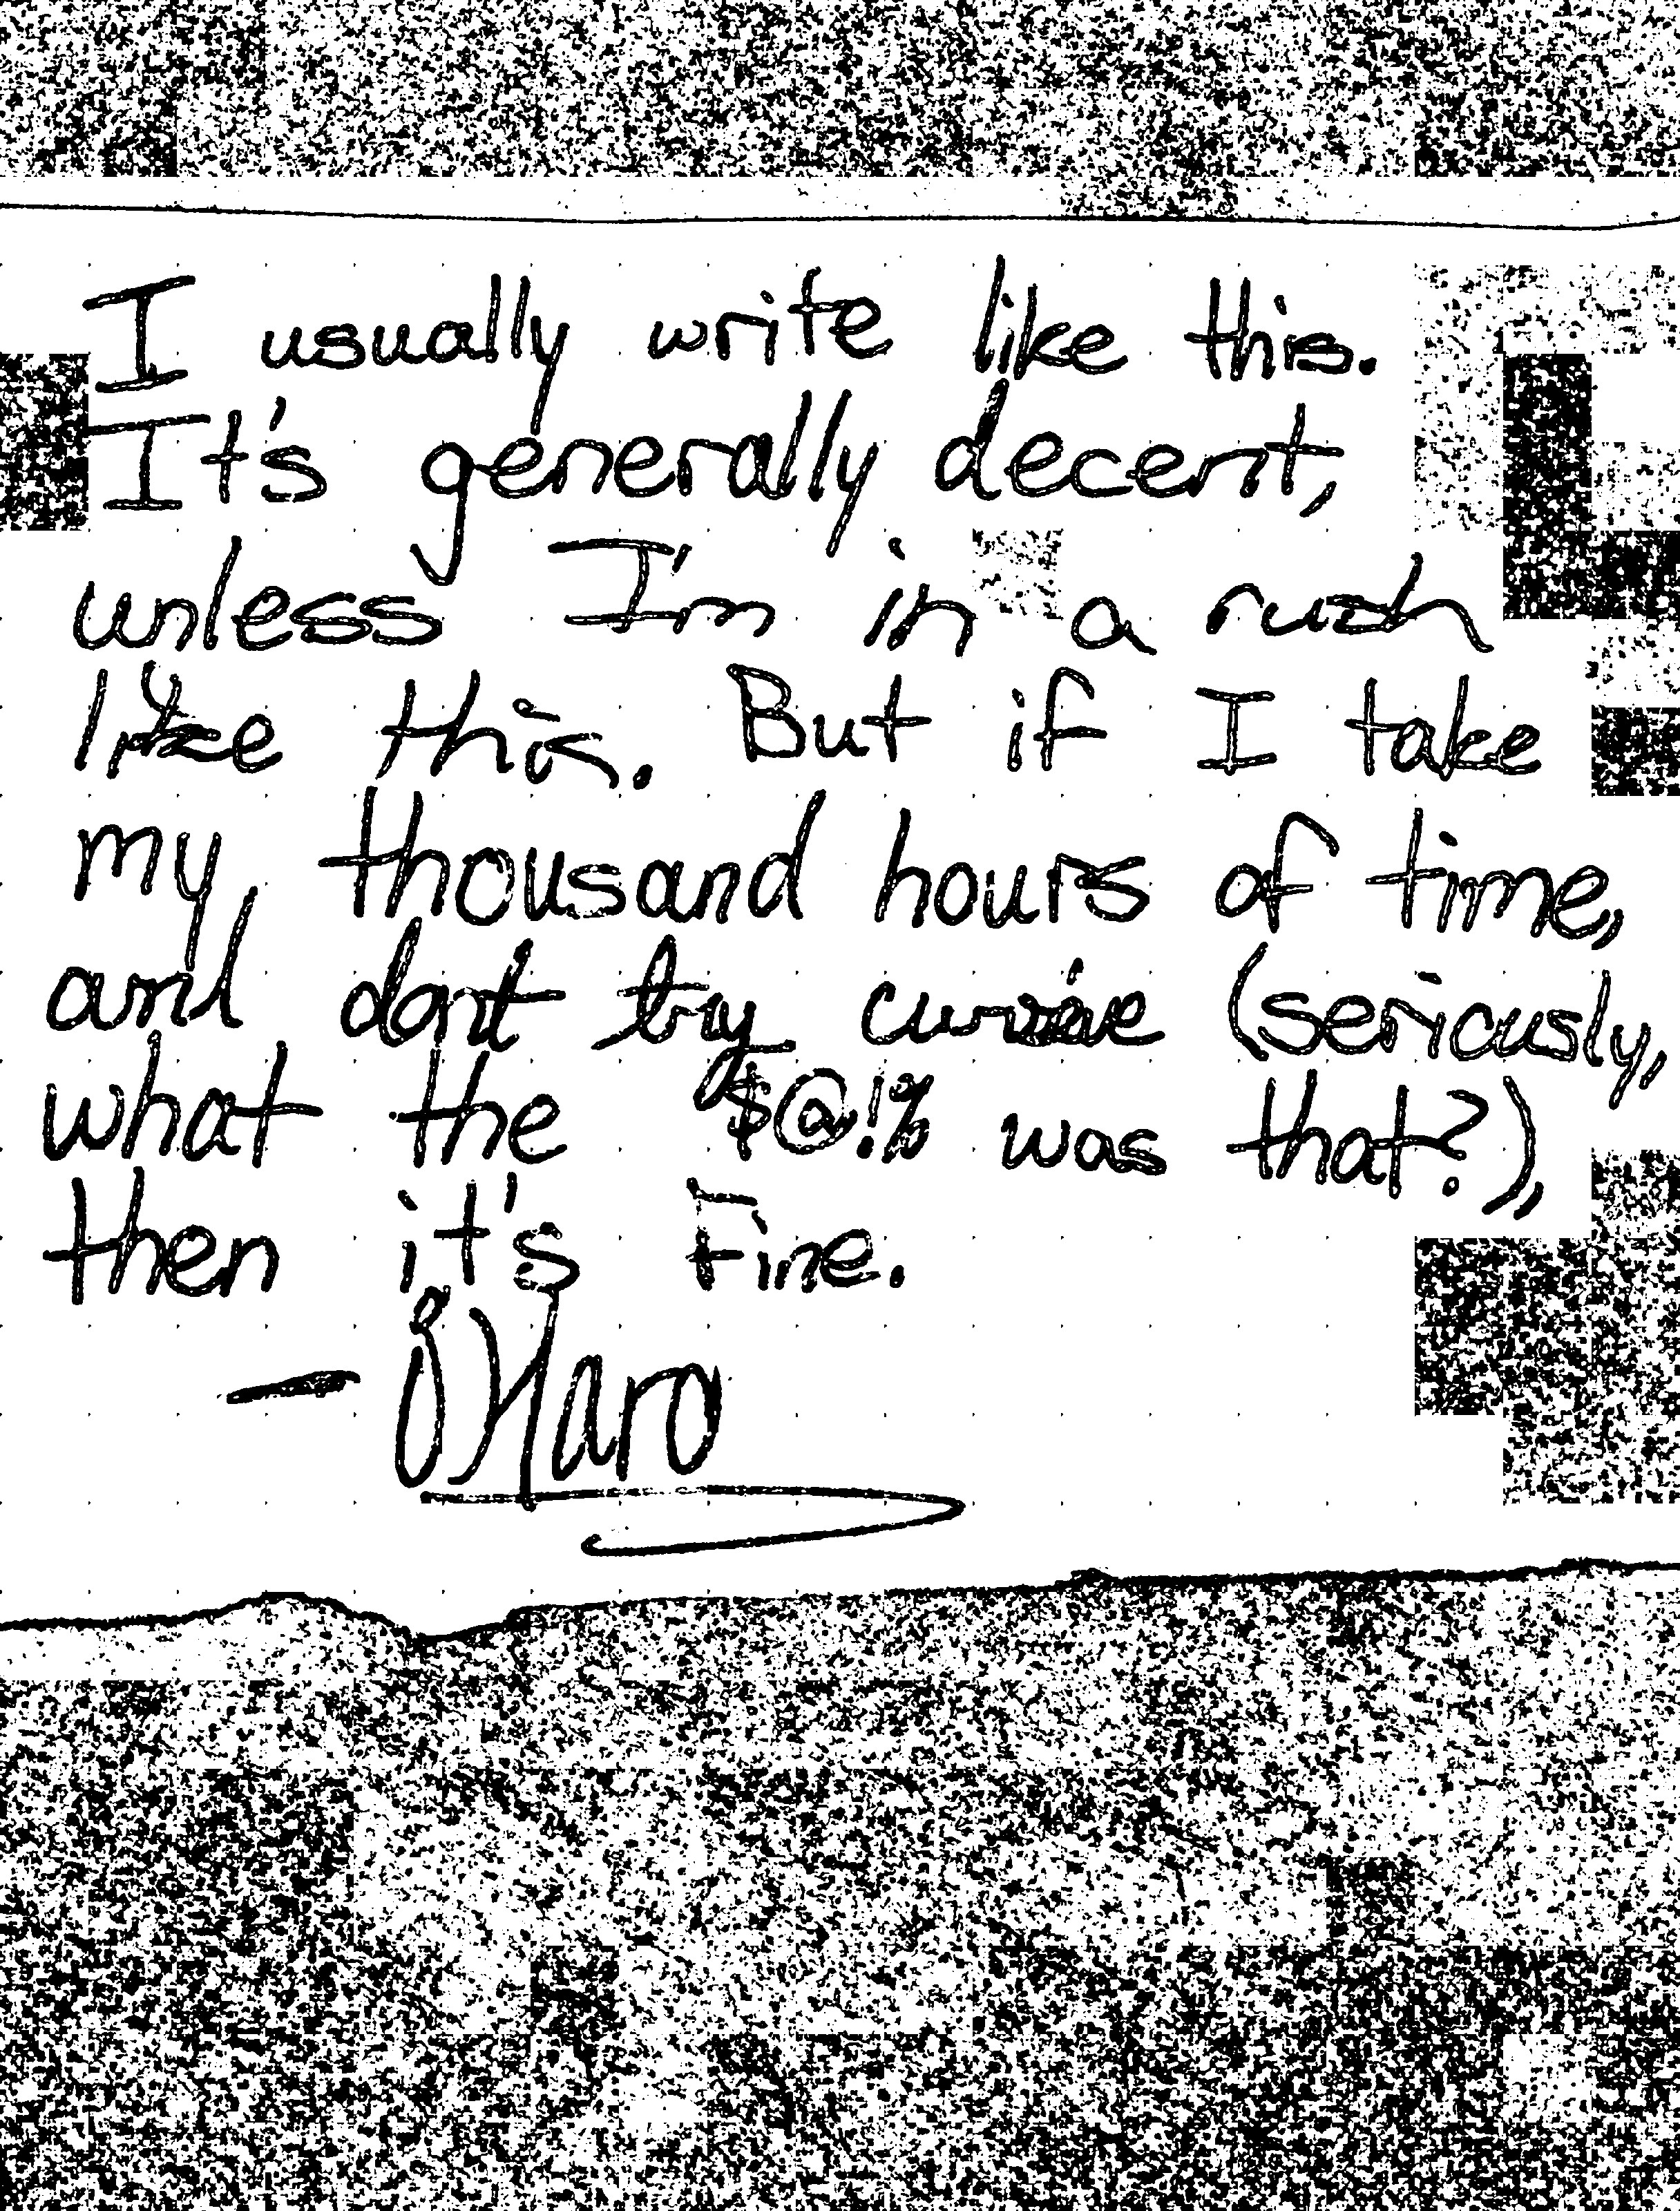 I usually write like this.
It's generally decent,
unless I'm in a rush
like this. But if I take
my thousand hours of time,
and don't try cursive (seriously,
what the $@!% was that?),
then it's Fine.
- O'Haro